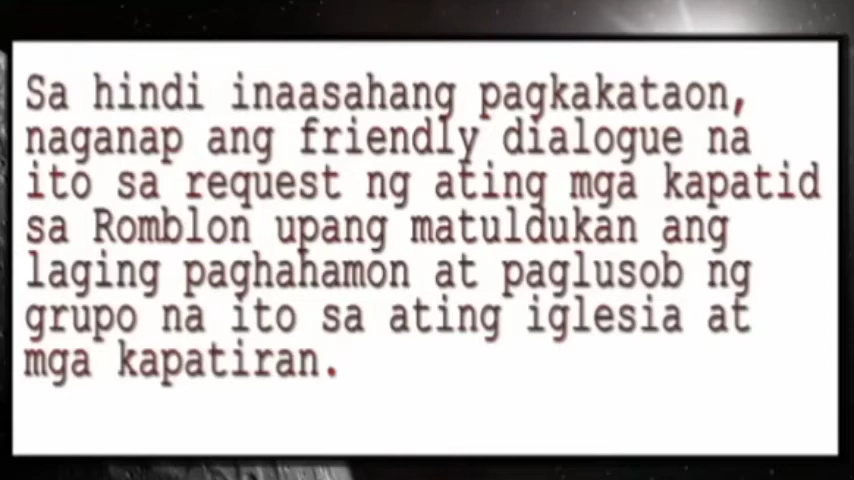 Sa hindi inaasahang pagkakataon,
naganap ang friendly dialogue na
ito sa request ng ating mga kapatid
sa Romblon upang matuldukan ang
laging paghahamon at paglusob ng
grupo na ito sa ating iglesia at
mga kapatiran.